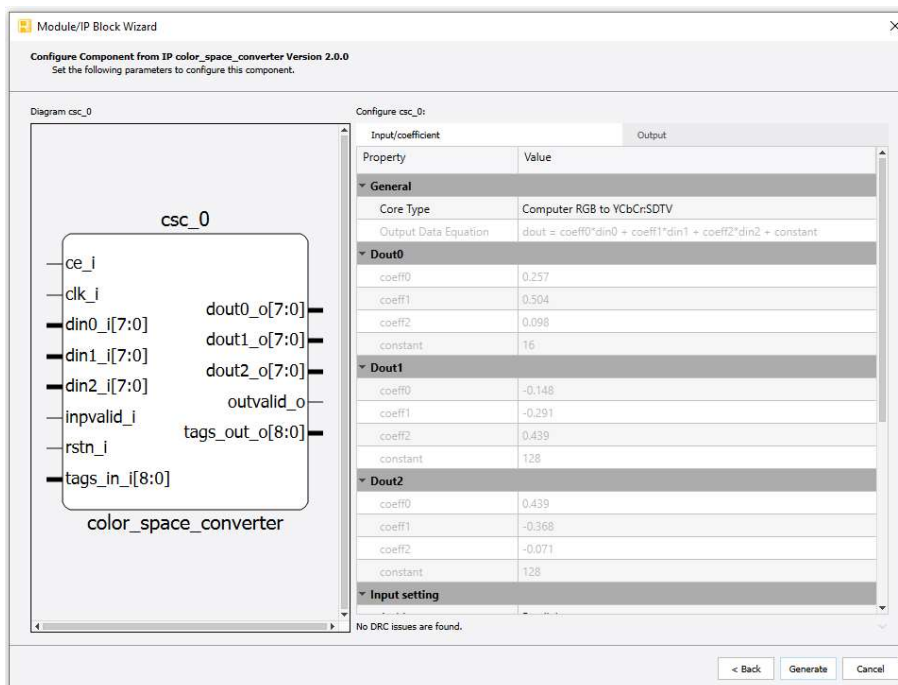 Module/IP Block Wizard
Configure Component from IP color_space_converter Version 2.0.0
Set the following parameters to configure this component.
Diagram csc_0
csc_0
ce_i
clk_i
din0_i[7:0]
din1_i[7:0]
din2_i[7:0]
inpvalid_i
rstn_i
tags_in_i[8:0]
dout0_o[7:0]
dout1_o[7:0]
dout2_o[7:0]
outvalid_o
tags_out_o[8:0]
color_space_converter
Configure csc_0:
Input/coefficient Output
Property Value
General
Core Type Computer RGB to YCbCr:SDTV
Output Data Equation dout = coeff0*din0 + coeff1*din1 + coeff2*din2 + constant
Dout0
coeff0 0.257
coeff1 0.504
coeff2 0.098
constant 16
Dout1
coeff0 -0.148
coeff1 -0.291
coeff2 0.439
constant 128
Dout2
coeff0 0.439
coeff1 -0.368
coeff2 -0.071
constant 128
Input setting
No DRC issues are found.
< Back Generate Cancel